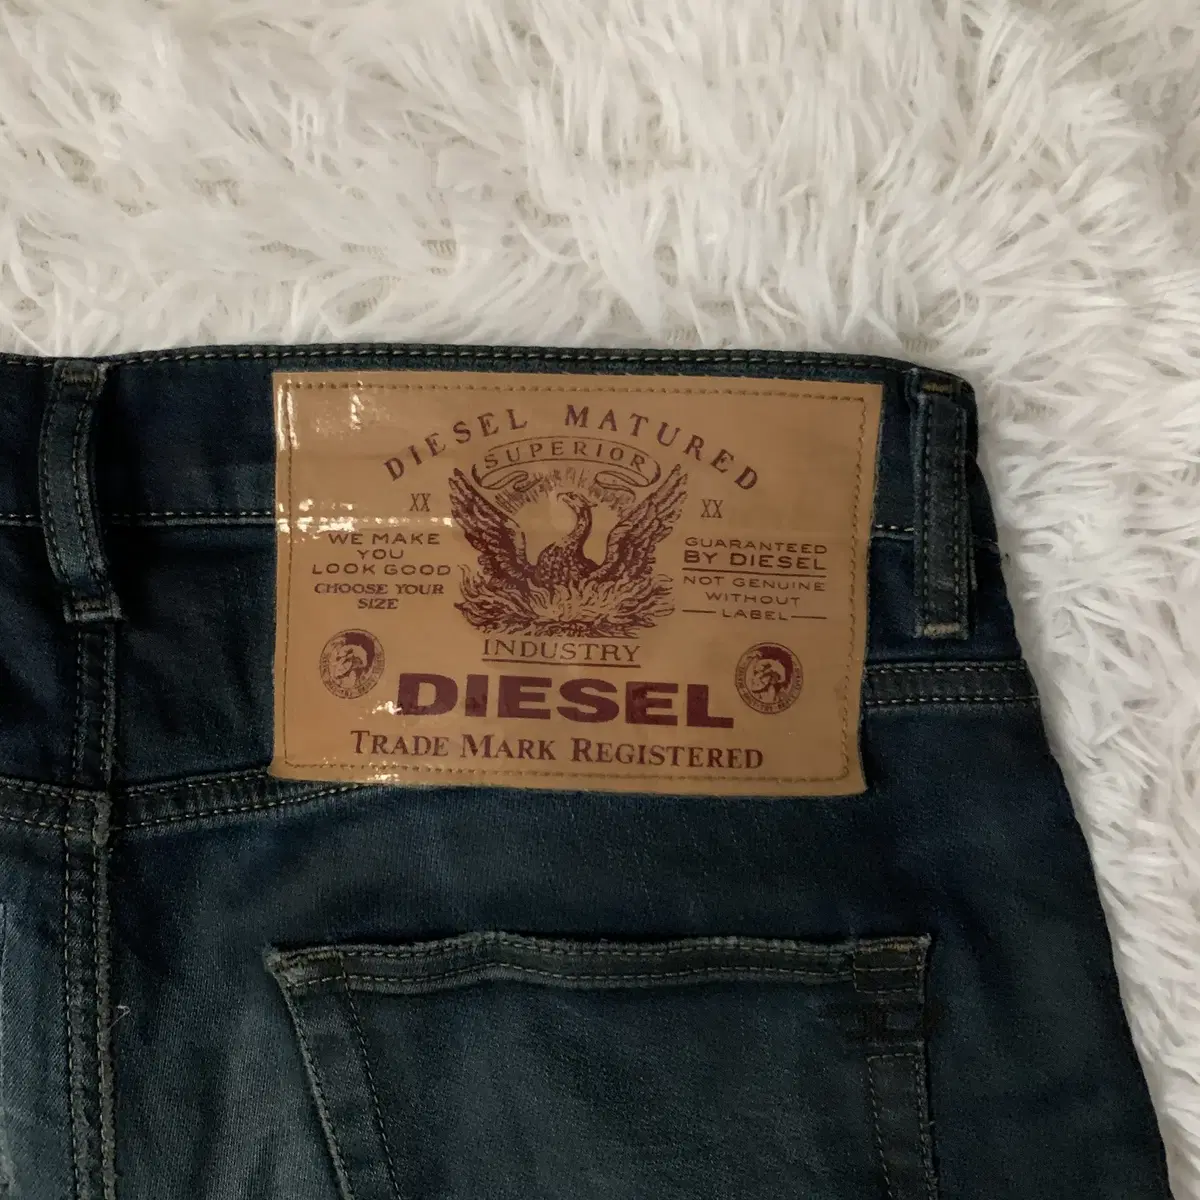 DIESEL MATURED
SUPERIOR
XX
XX
WE MAKE
YOU
LOOK GOOD
CHOOSE YOUR
SIZE
GUARANTEED
BY DIESEL
NOT GENUINE
WITHOUT
LABEL
INDUSTRY
DIESEL
TRADE MARK REGISTERED